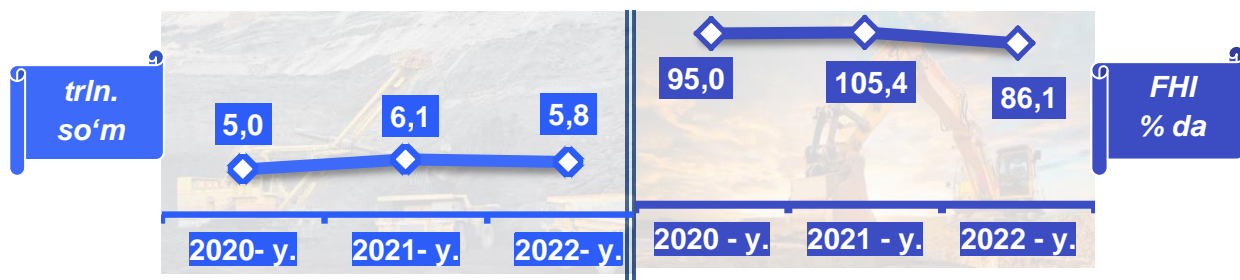 trln.
so‘m
5,0
6,1
5,8
2020- y.
2021- y.
2022- y.
95,0
105,4
86,1
2020 - y.
2021 - y.
2022 - y.
FHI
% da